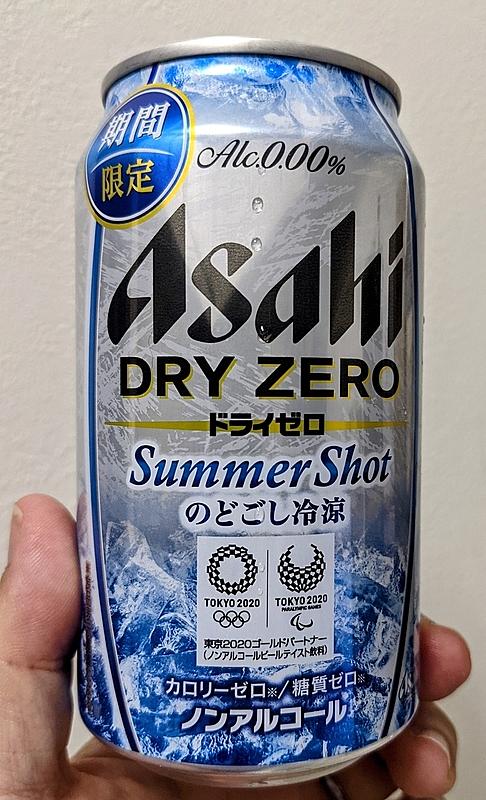 期間
限定
Alc.0.00%
Asahi
DRY ZERO
ドライゼロ
Summer Shot
のどごし冷涼
TOKYO 2020
TOKYO 2020
PARALYMPIC GAMES
東京2020ゴールドパートナー
(ノンアルコールビールテイスト飲料)
カロリーゼロ※/糖質ゼロ※
ノンアルコール